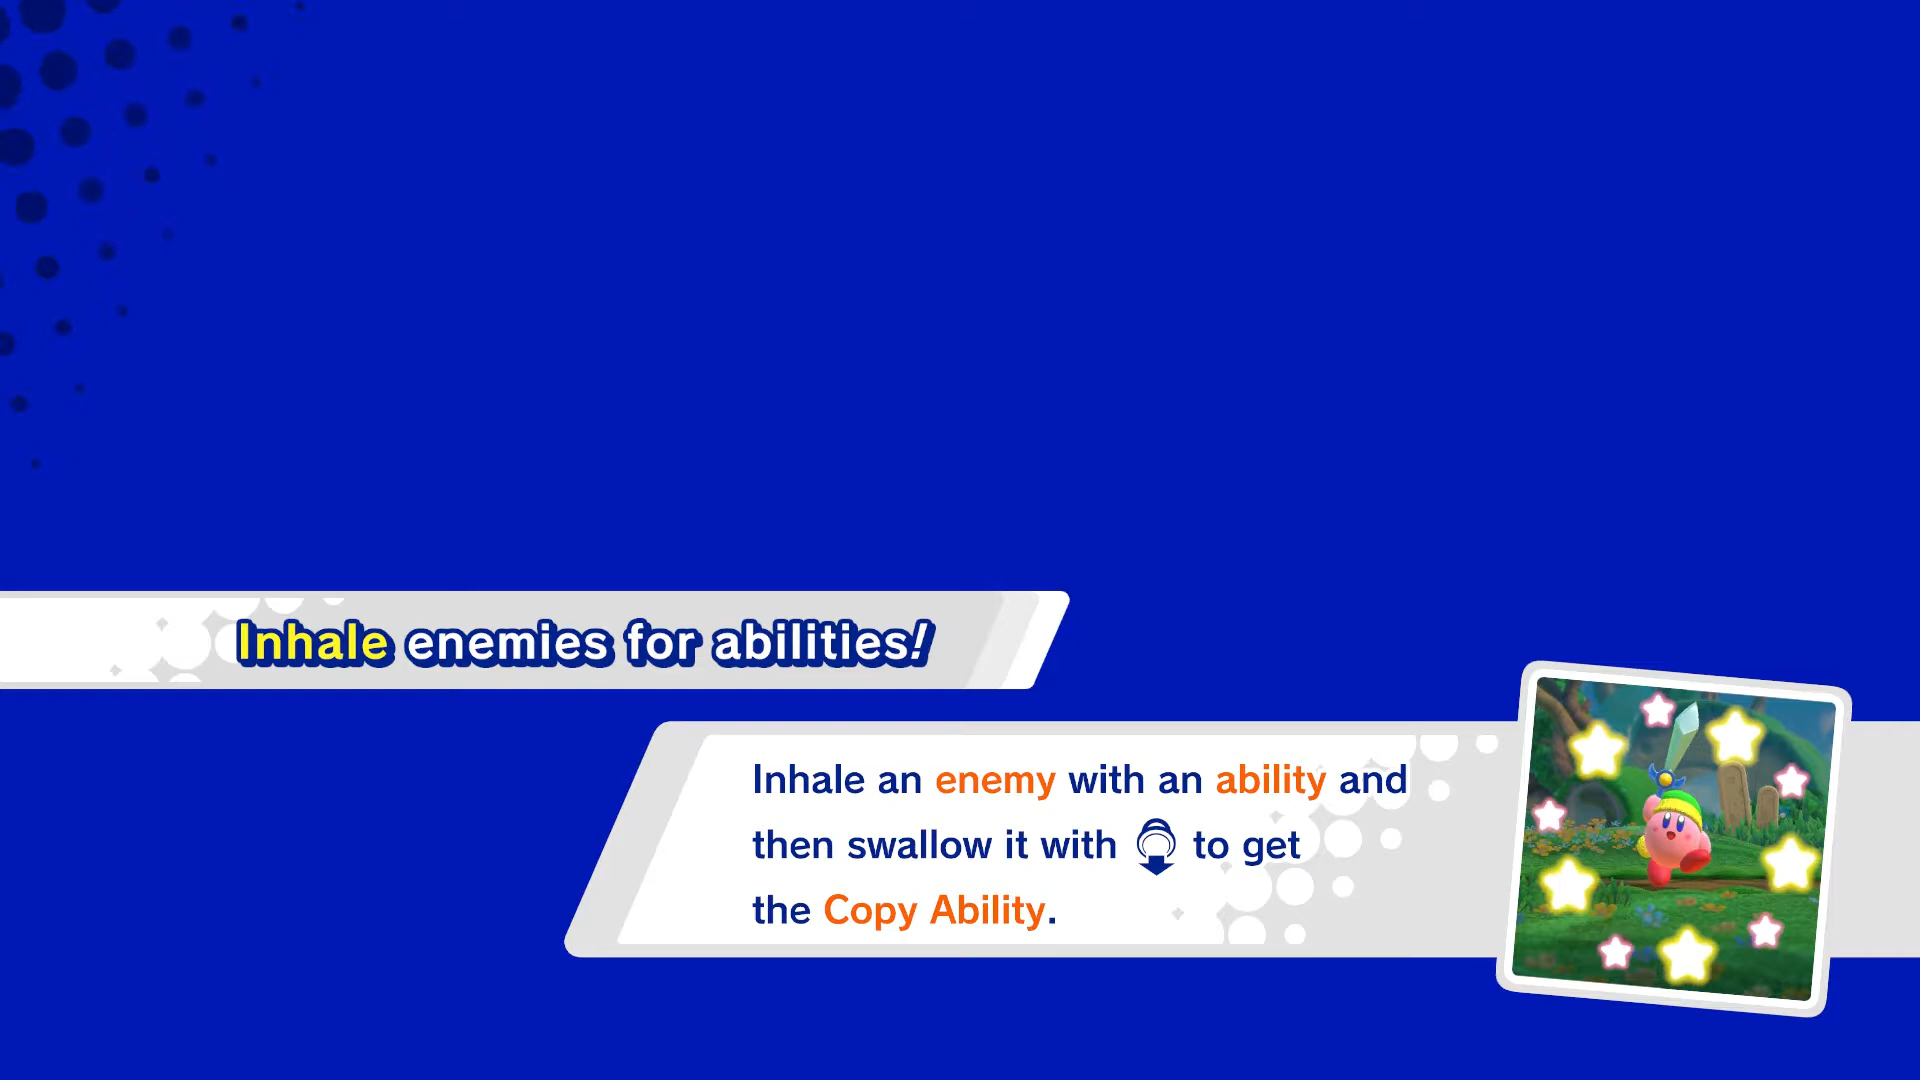 Inhale enemies for abilities!
Inhale an enemy with an ability and
then swallow it with to get
the Copy Ability.